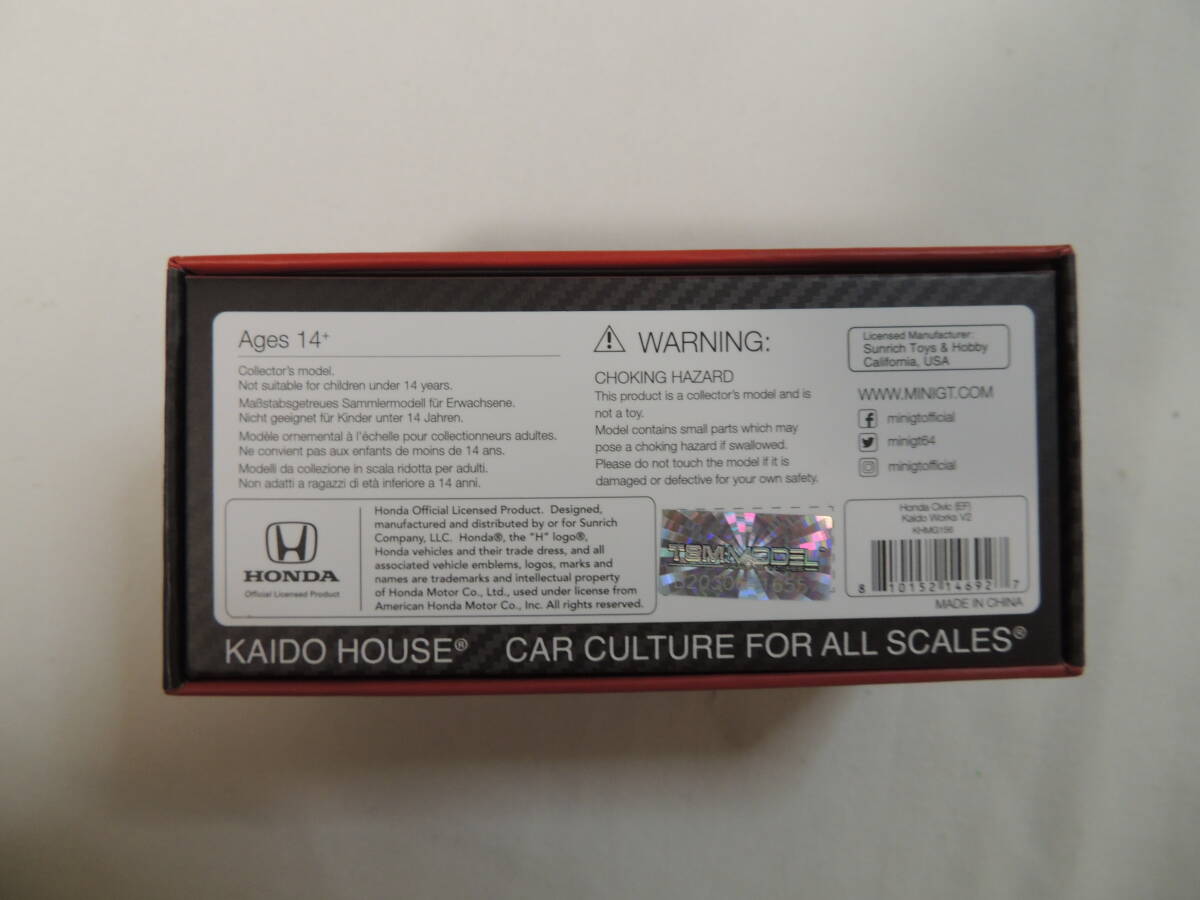 Ages 14+
Collector's model.
Not suitable for children under 14 years.
Maßstabsgetreues Sammlermodell für Erwachsene.
Nicht geeignet für Kinder unter 14 Jahren.
Modèle ornemental à l'échelle pour collectionneurs adultes.
Ne convient pas aux enfants de moins de 14 ans.
Modelli da collezione in scala ridotta per adulti.
Non adatti a ragazzi di età inferiore a 14 anni.
WARNING:
CHOKING HAZARD
This product is a collector's model and is
not a toy.
Model contains small parts which may
pose a choking hazard if swallowed.
Please do not touch the model if it is
damaged or defective for your own safety.
Licensed Manufacturer:
Sunrich Toys & Hobby
California, USA
WWW.MINIGT.COM
minigtofficial
minigt64
minigtofficial
HONDA
Official Licensed Product
Honda Official Licensed Product. Designed,
manufactured and distributed by or for Sunrich
Company, LLC. Honda®, the "H" logo®,
Honda vehicles and their trade dress, and all
associated vehicle emblems, logos, marks and
names are trademarks and intellectual property
of Honda Motor Co., Ltd., used under license from
American Honda Motor Co., Inc. All rights reserved.
TSM-MODEL
Honda Civic (EF)
Kaido Works V2
KHMG156
8 10152 14692 7
MADE IN CHINA
KAIDO HOUSE® CAR CULTURE FOR ALL SCALES®